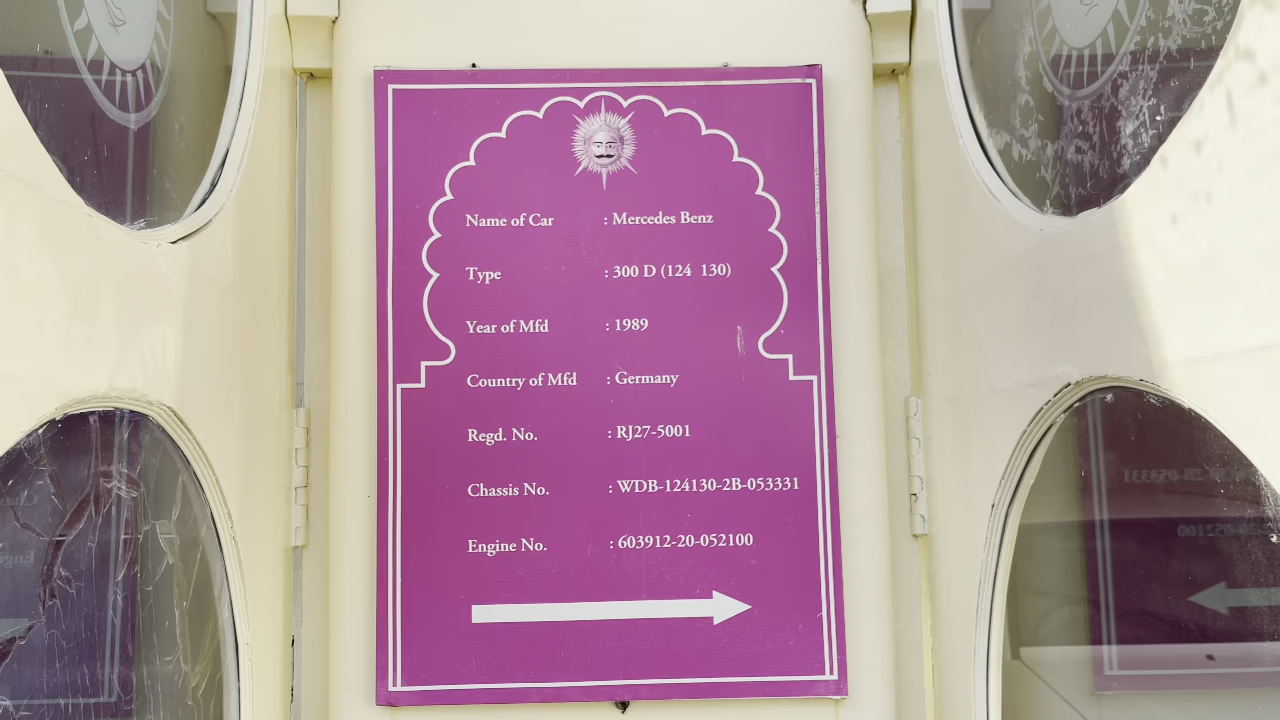 Name of Car : Mercedes Benz
Type : 300 D (124 130)
Year of Mfd : 1989
Country of Mfd : Germany
Regd. No. : RJ27-5001
Chassis No. : WDB-124130-2B-053331
Engine No. : 603912-20-052100